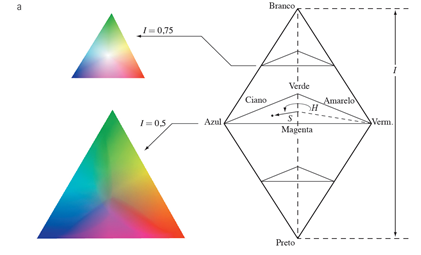 a
Branco
I = 0,75
I
Verde
Ciano
Amarelo
H
S
I = 0,5
Azul
Verm.
Magenta
Preto